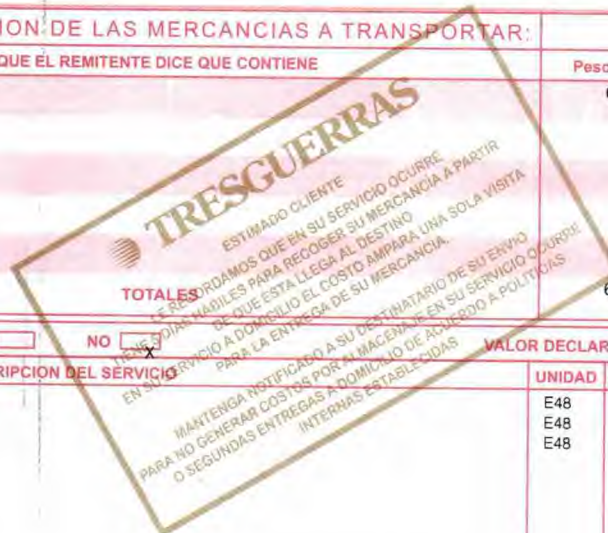 ION DE LAS MERCANCIAS A TRANSPORTAR:
QUE EL REMITENTE DICE QUE CONTIENE
Peso
TRESGUERRAS
ESTIMADO CLIENTE
LE RECORDAMOS QUE EN SU SERVICIO OCURRE
TIENE 3 DIAS HABILES PARA RECOGER SU MERCANCIA A PARTIR
DE QUE ESTA LLEGA AL DESTINO
EN SU SERVICIO A DOMICILIO EL COSTO AMPARA UNA SOLA VISITA
PARA LA ENTREGA DE SU MERCANCIA.
MANTENGA NOTIFICADO A SU DESTINATARIO DE SU ENVIO
PARA NO GENERAR COSTOS POR ALMACENAJE EN SU SERVICIO OCURRE
O SEGUNDAS ENTREGAS A DOMICILIO DE ACUERDO A POLITICAS
INTERNAS ESTABLECIDAS
TOTALES
6
NO X
VALOR DECLAR
RIPCION DEL SERVICIO
UNIDAD
E48
E48
E48